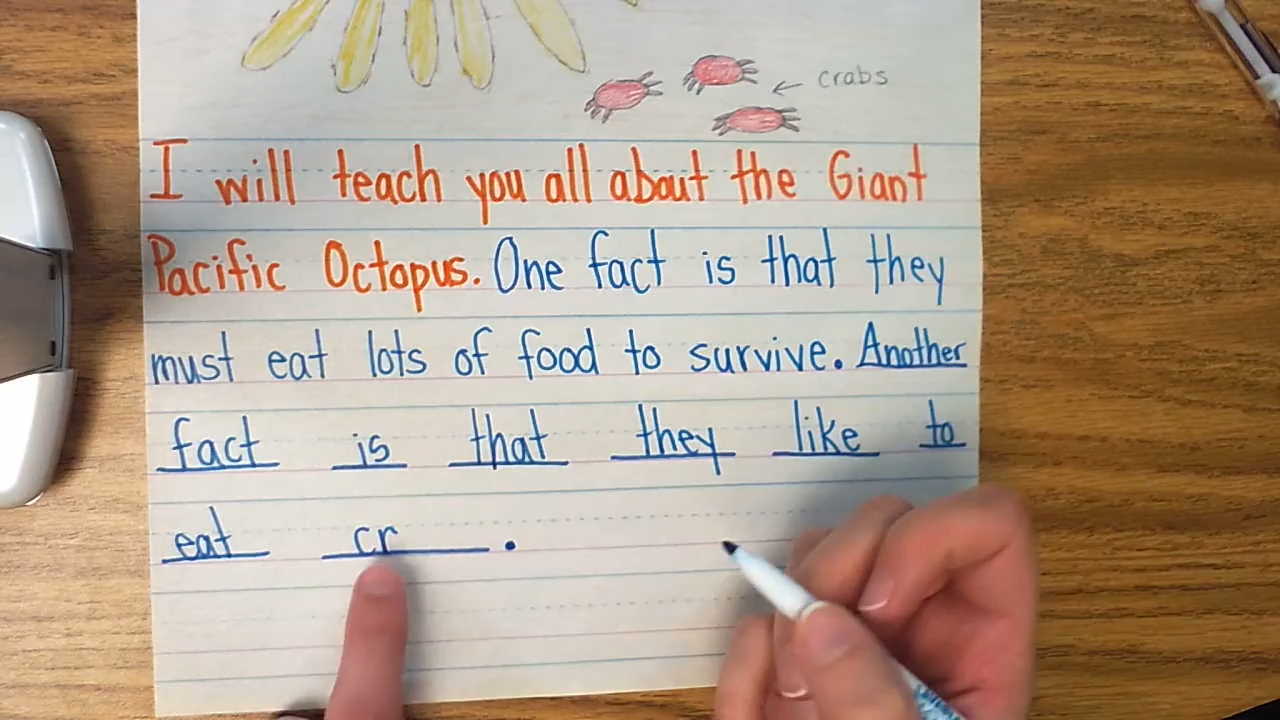 crabs
I will teach you all about the Giant
Pacific Octopus. One fact is that they
must eat lots of food to survive. Another
fact is that they like to
eat cr .